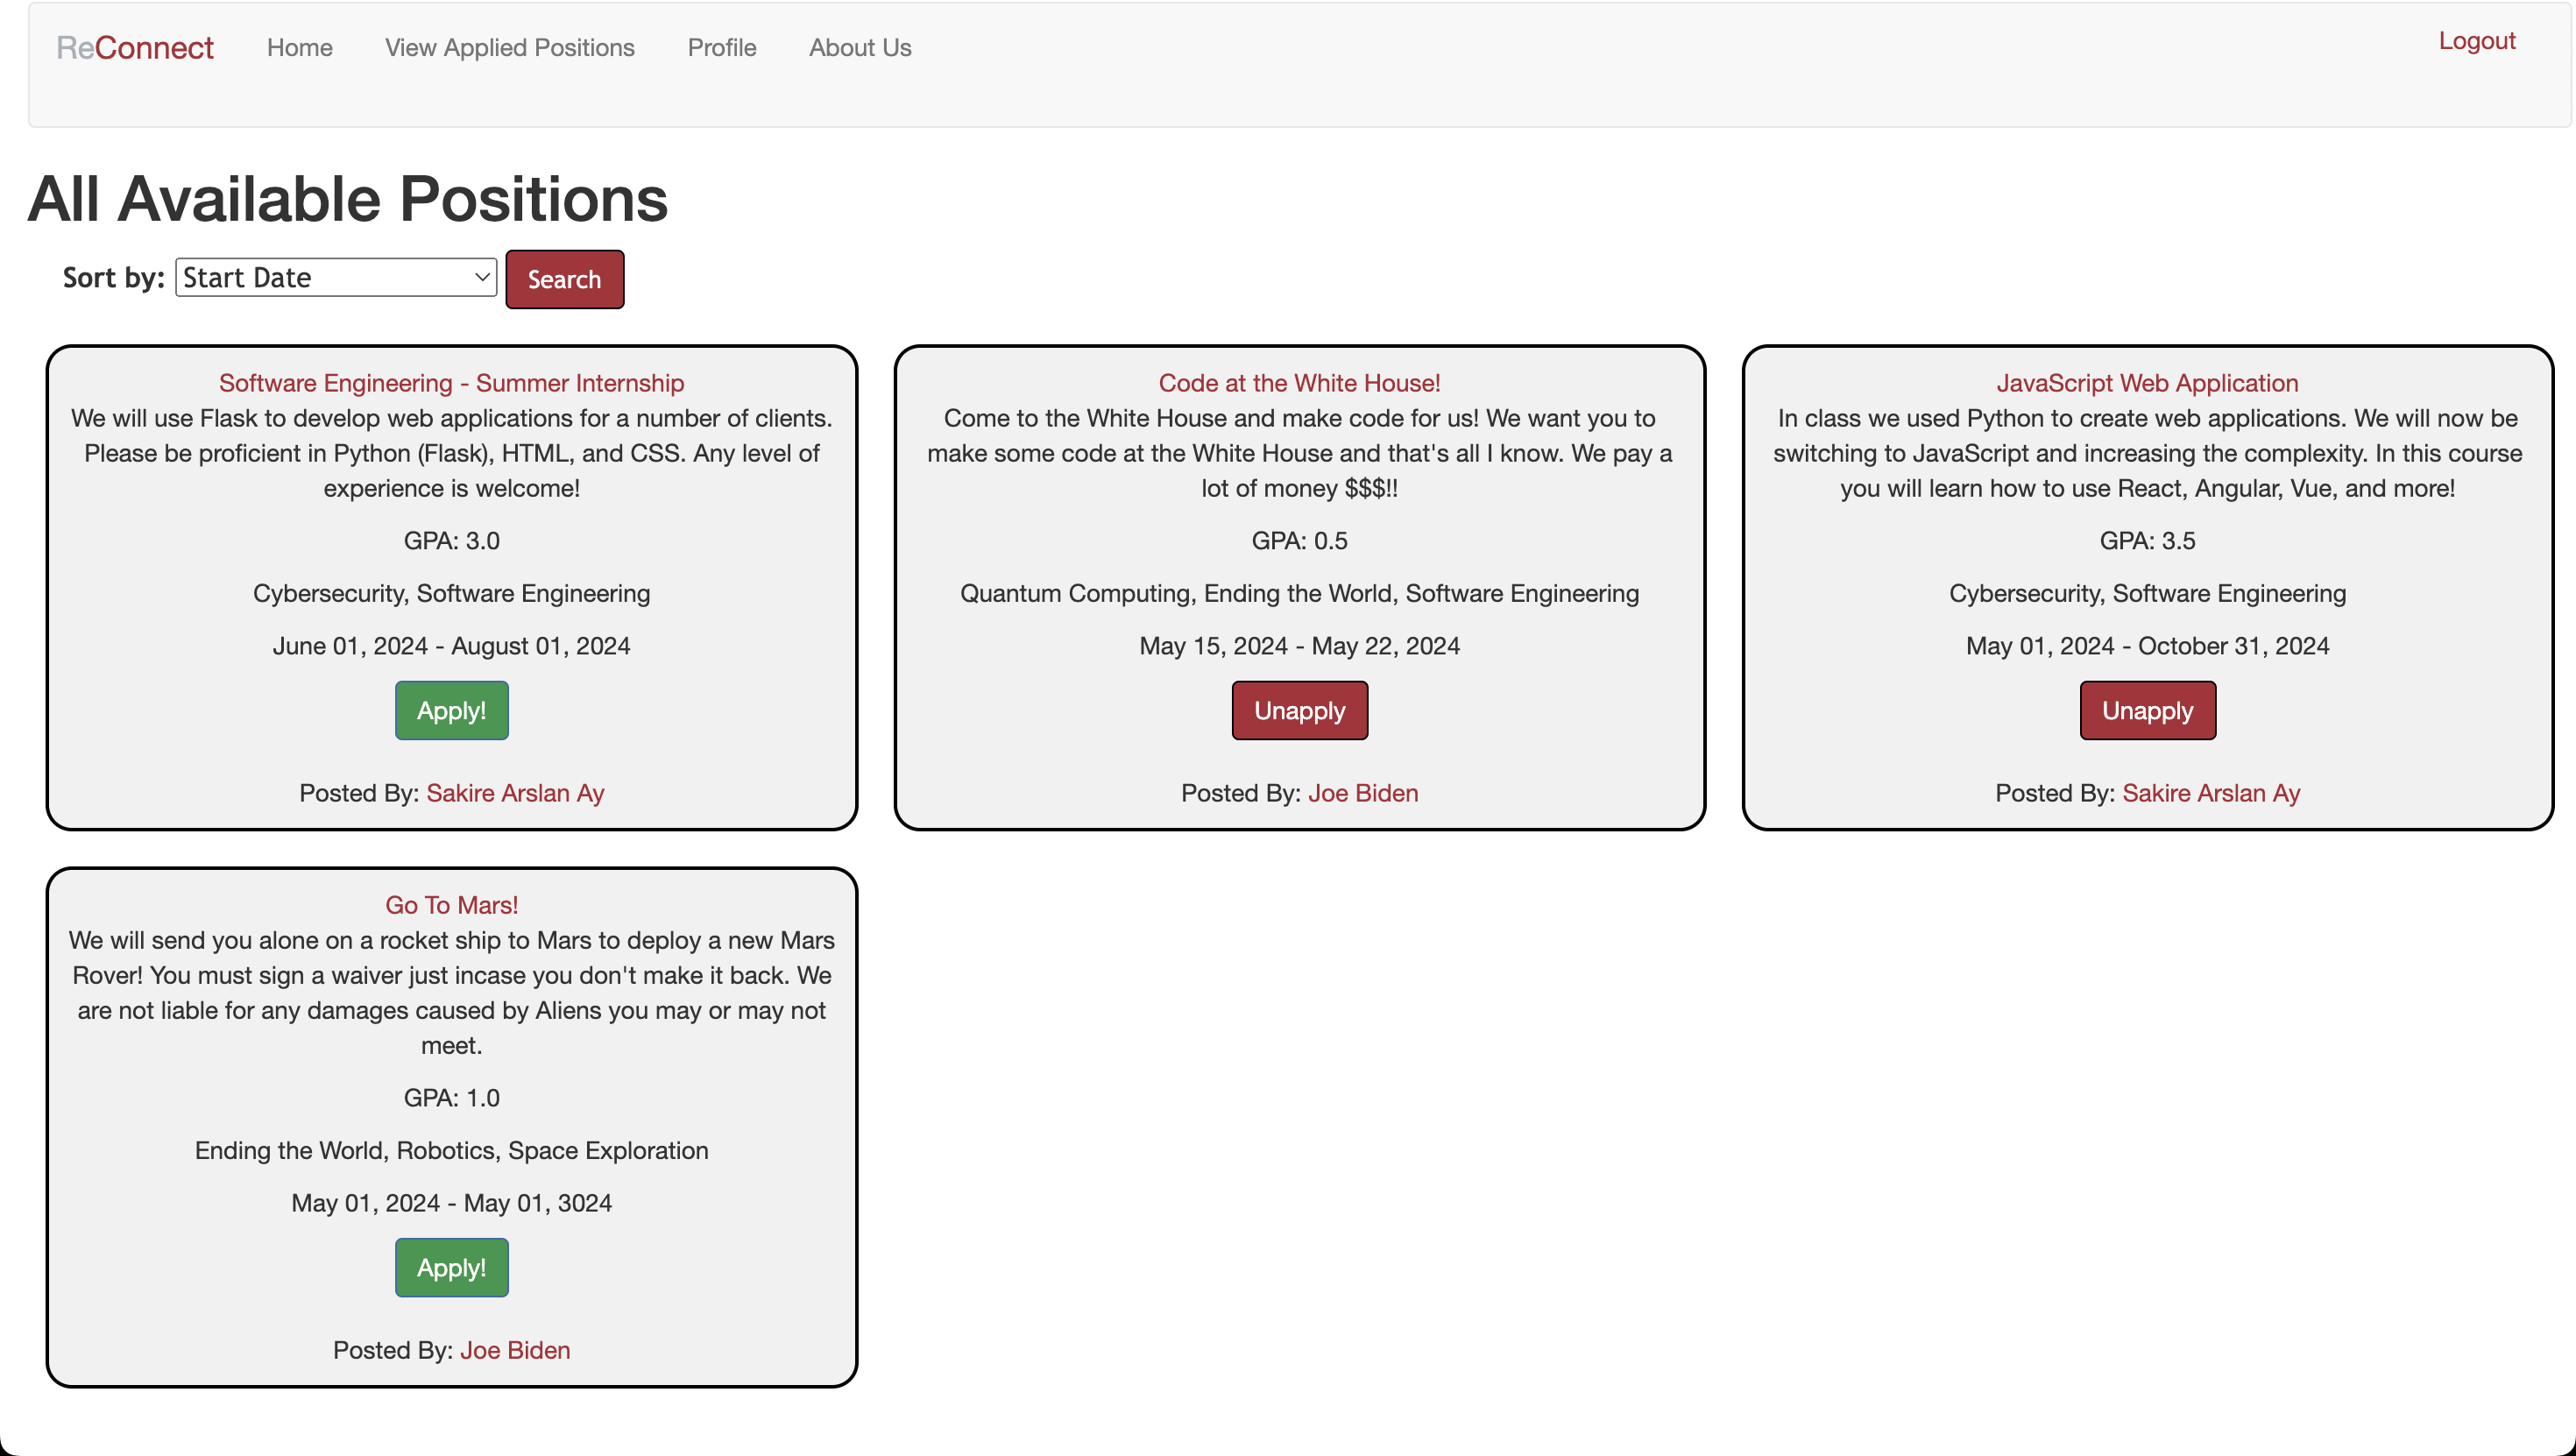 ReConnect Home View Applied Positions Profile About Us Logout
All Available Positions
Sort by: Start Date Search
Software Engineering - Summer Internship
We will use Flask to develop web applications for a number of clients.
Please be proficient in Python (Flask), HTML, and CSS. Any level of
experience is welcome!
GPA: 3.0
Cybersecurity, Software Engineering
June 01, 2024 - August 01, 2024
Apply!
Posted By: Sakire Arslan Ay
Code at the White House!
Come to the White House and make code for us! We want you to
make some code at the White House and that's all I know. We pay a
lot of money $$$!!
GPA: 0.5
Quantum Computing, Ending the World, Software Engineering
May 15, 2024 - May 22, 2024
Unapply
Posted By: Joe Biden
JavaScript Web Application
In class we used Python to create web applications. We will now be
switching to JavaScript and increasing the complexity. In this course
you will learn how to use React, Angular, Vue, and more!
GPA: 3.5
Cybersecurity, Software Engineering
May 01, 2024 - October 31, 2024
Unapply
Posted By: Sakire Arslan Ay
Go To Mars!
We will send you alone on a rocket ship to Mars to deploy a new Mars
Rover! You must sign a waiver just incase you don't make it back. We
are not liable for any damages caused by Aliens you may or may not
meet.
GPA: 1.0
Ending the World, Robotics, Space Exploration
May 01, 2024 - May 01, 3024
Apply!
Posted By: Joe Biden